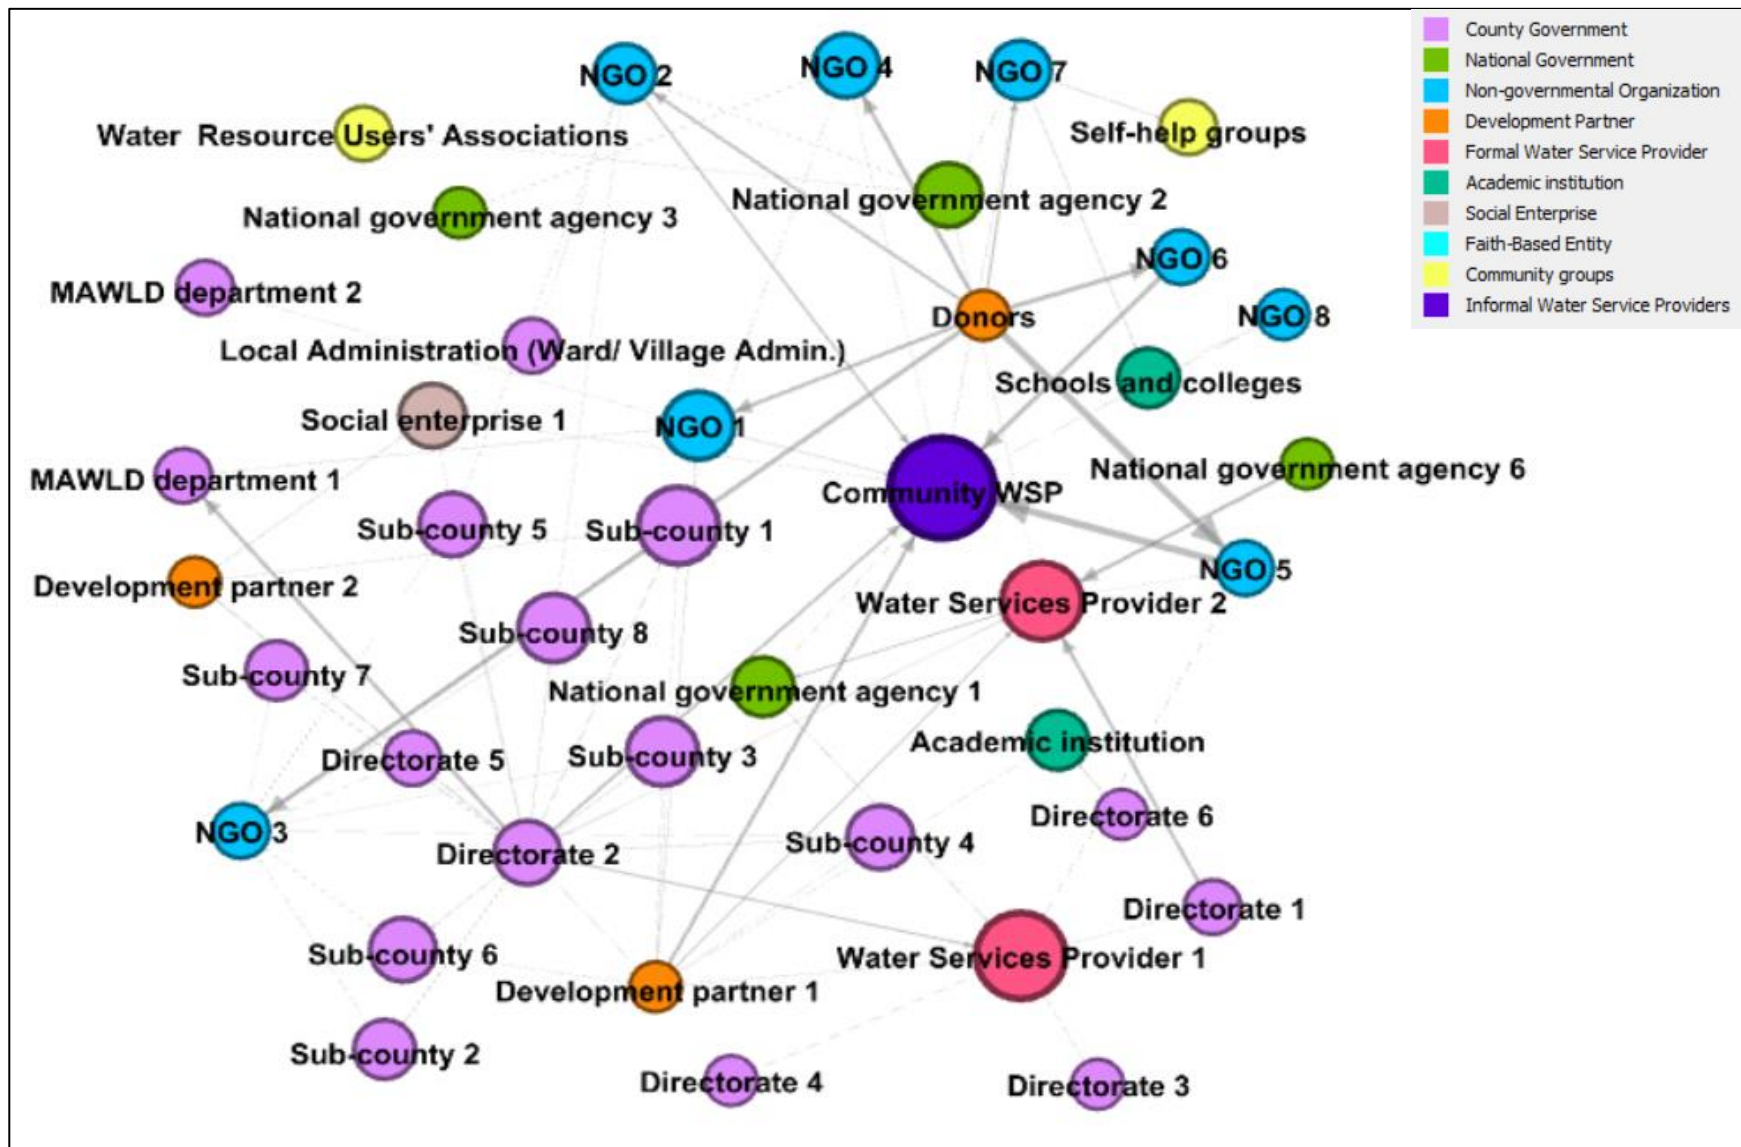 NGO 2
NGO 4
NGO 7
Water  Resource Users' Associations
Self-help groups
National government agency 3
National government agency 2
NGO 6
MAWLD department 2
Donors
NGO 8
Local Administration (Ward/ Village Admin.)
Schools and colleges
Social enterprise 1
NGO 1
MAWLD department 1
National government agency 6
Community WSP
Sub-county 5
Sub-county 1
Development partner 2
NGO 5
Water Services Provider 2
Sub-county 8
Sub-county 7
National government agency 1
Directorate 5
Sub-county 3
Academic institution
NGO 3
Directorate 2
Sub-county 4
Directorate 6
Directorate 1
Sub-county 6
Water Services Provider 1
Development partner 1
Sub-county 2
Directorate 4
Directorate 3
County Government
National Government
Non-governmental Organization
Development Partner
Formal Water Service Provider
Academic institution
Social Enterprise
Faith-Based Entity
Community groups
Informal Water Service Providers